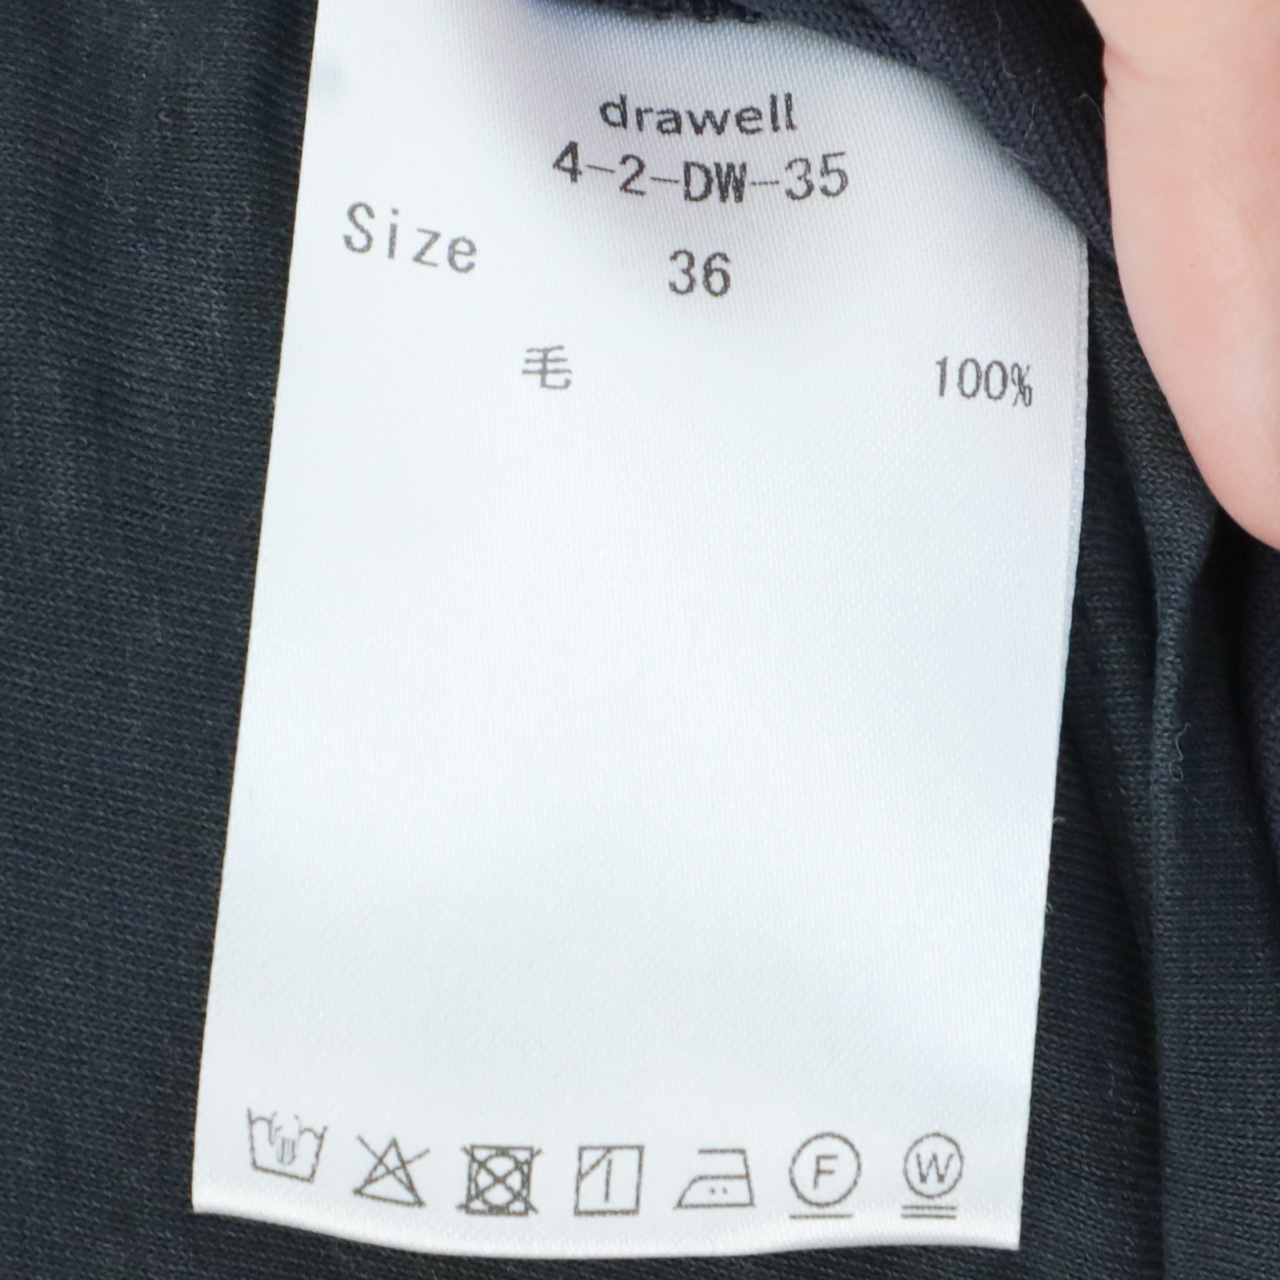 drawell
4-2-DW-35
Size 36
毛 100%
F W